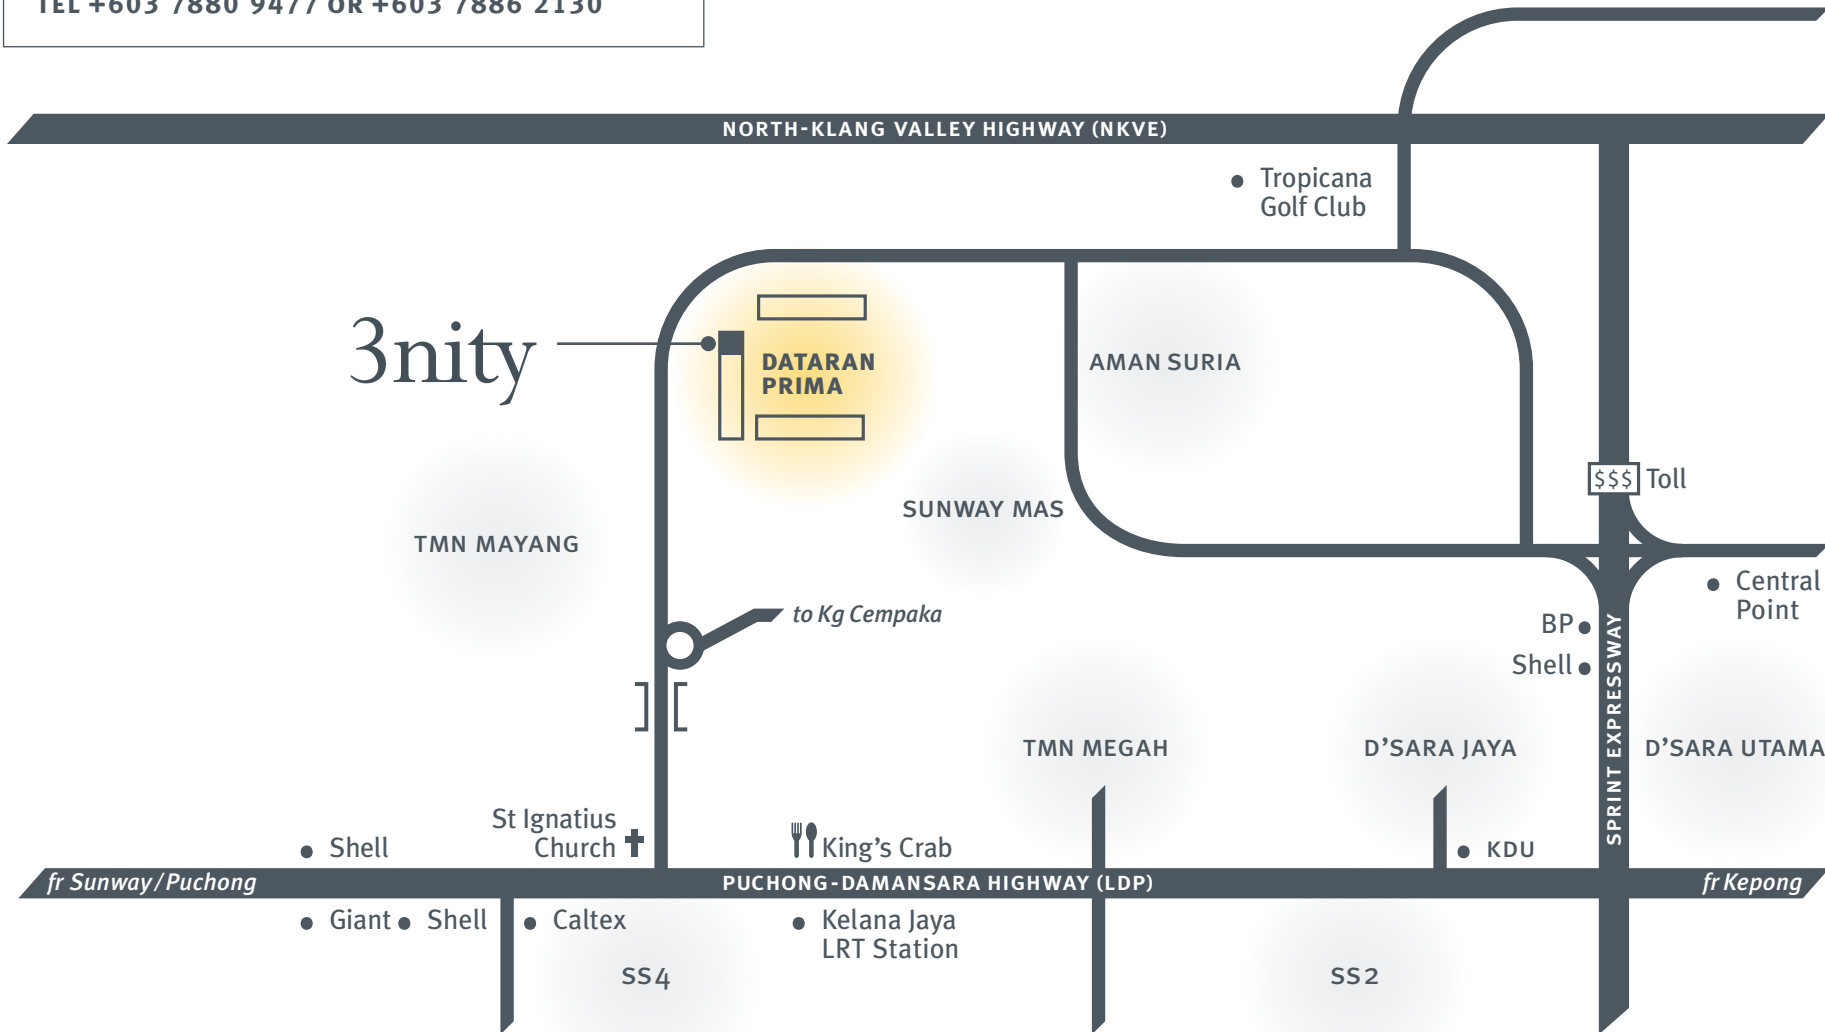 TEL +603 7880 9477 OR +603 7886 2130
NORTH-KLANG VALLEY HIGHWAY (NKVE)
Tropicana
Golf Club
3nity
DATARAN
PRIMA
AMAN SURIA
$$$ Toll
SUNWAY MAS
TMN MAYANG
Central
Point
to Kg Cempaka
BP
Shell
SPRINT EXPRESSWAY
TMN MEGAH
D'SARA JAYA
D'SARA UTAMA
St Ignatius
Church
Shell
King's Crab
KDU
fr Sunway/Puchong
PUCHONG-DAMANSARA HIGHWAY (LDP)
fr Kepong
Giant
Shell
Caltex
Kelana Jaya
LRT Station
SS4
SS2